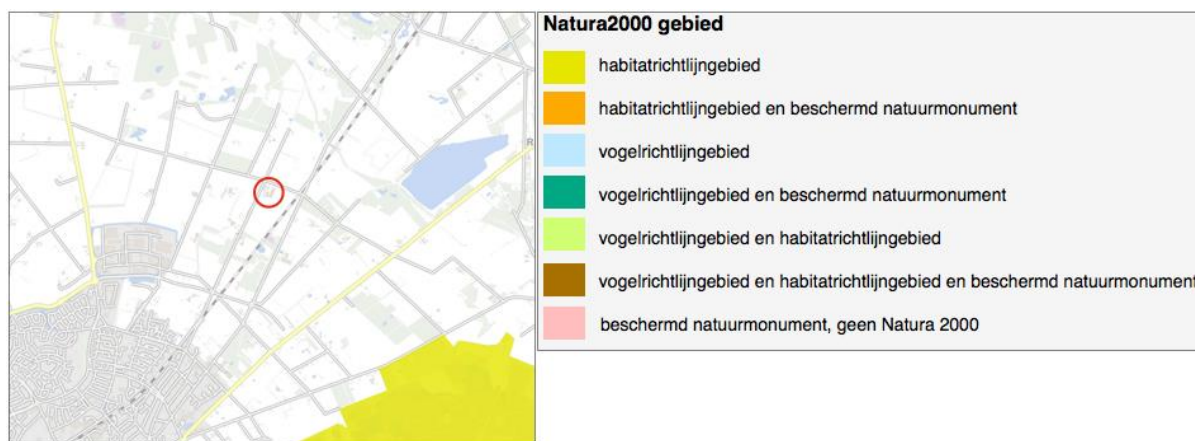 Natura2000 gebied
habitatrichtlijngebied
habitatrichtlijngebied en beschermd natuurmonument
vogelrichtlijngebied
vogelrichtlijngebied en beschermd natuurmonument
vogelrichtlijngebied en habitatrichtlijngebied
vogelrichtlijngebied en habitatrichtlijngebied en beschermd natuurmonument
beschermd natuurmonument, geen Natura 2000
R